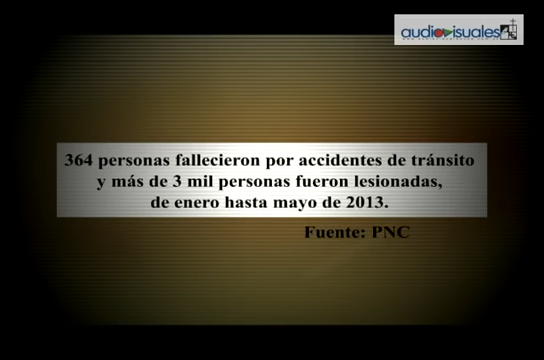 audiovisuales
364 personas fallecieron por accidentes de tránsito
y más de 3 mil personas fueron lesionadas,
de enero hasta mayo de 2013.
Fuente: PNC